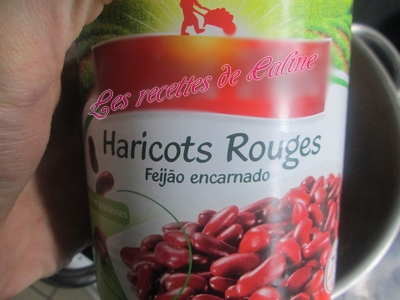 Les recettes de Caline
Haricots Rouges
Feijão encarnado